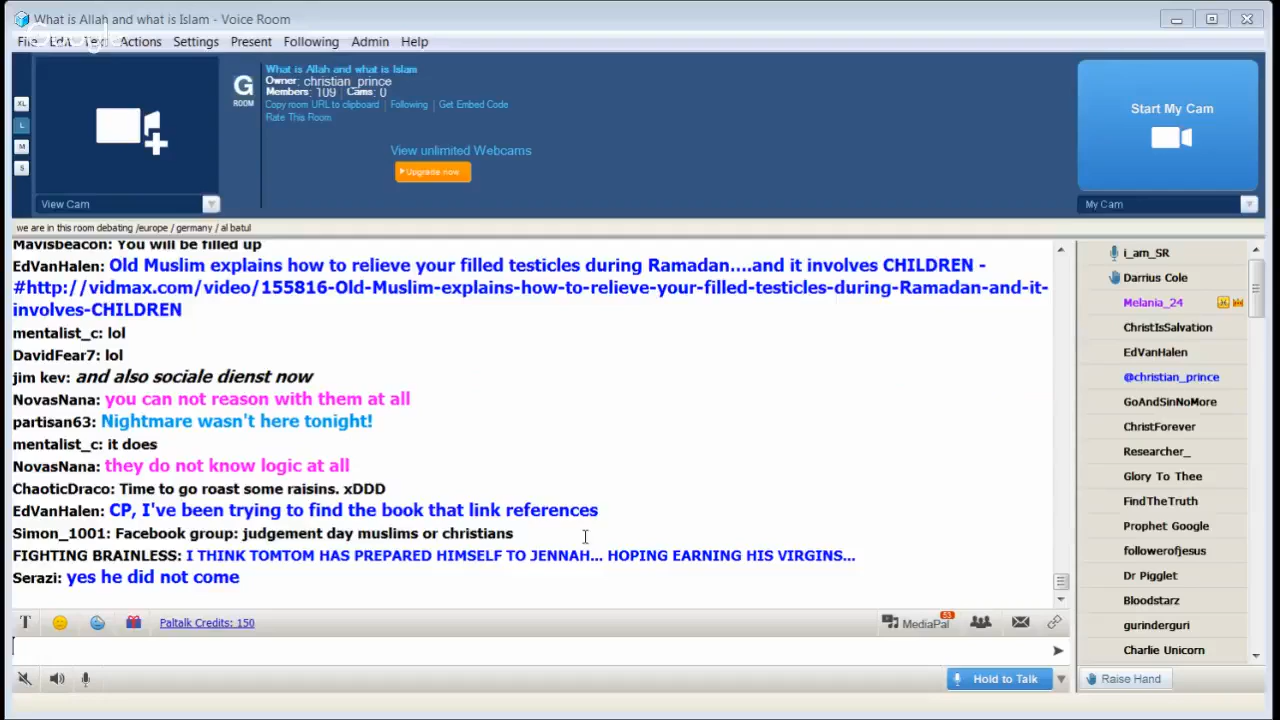 What is Allah and what is Islam - Voice Room
Google
File Edit Text Actions Settings Present Following Admin Help
XL
L
M
S
G
ROOM
What is Allah and what is Islam
Owner: christian_prince
Members: 109 Cams: 0
Copy room URL to clipboard | Following | Get Embed Code
Rate This Room
View unlimited Webcams
Upgrade now
Start My Cam
View Cam
My Cam
we are in this room debating /europe / germany / al batul
Mavisbeacon: You will be filled up
EdVanHalen: Old Muslim explains how to relieve your filled testicles during Ramadan....and it involves CHILDREN -
#http://vidmax.com/video/155816-Old-Muslim-explains-how-to-relieve-your-filled-testicles-during-Ramadan-and-it-
involves-CHILDREN
mentalist_c: lol
DavidFear7: lol
jim kev: and also sociale dienst now
NovasNana: you can not reason with them at all
partisan63: Nightmare wasn't here tonight!
mentalist_c: it does
NovasNana: they do not know logic at all
ChaoticDraco: Time to go roast some raisins. xDDD
EdVanHalen: CP, I've been trying to find the book that link references
Simon_1001: Facebook group: judgement day muslims or christians
FIGHTING BRAINLESS: I THINK TOMTOM HAS PREPARED HIMSELF TO JENNAH... HOPING EARNING HIS VIRGINS...
Serazi: yes he did not come
i_am_SR
Darrius Cole
Melania_24
ChristIsSalvation
EdVanHalen
@christian_prince
GoAndSinNoMore
ChristForever
Researcher_
Glory To Thee
FindTheTruth
Prophet Google
followerofjesus
Dr Pigglet
Bloodstarz
gurinderguri
Charlie Unicorn
T
Paltalk Credits: 150
MediaPal
53
Hold to Talk
Raise Hand